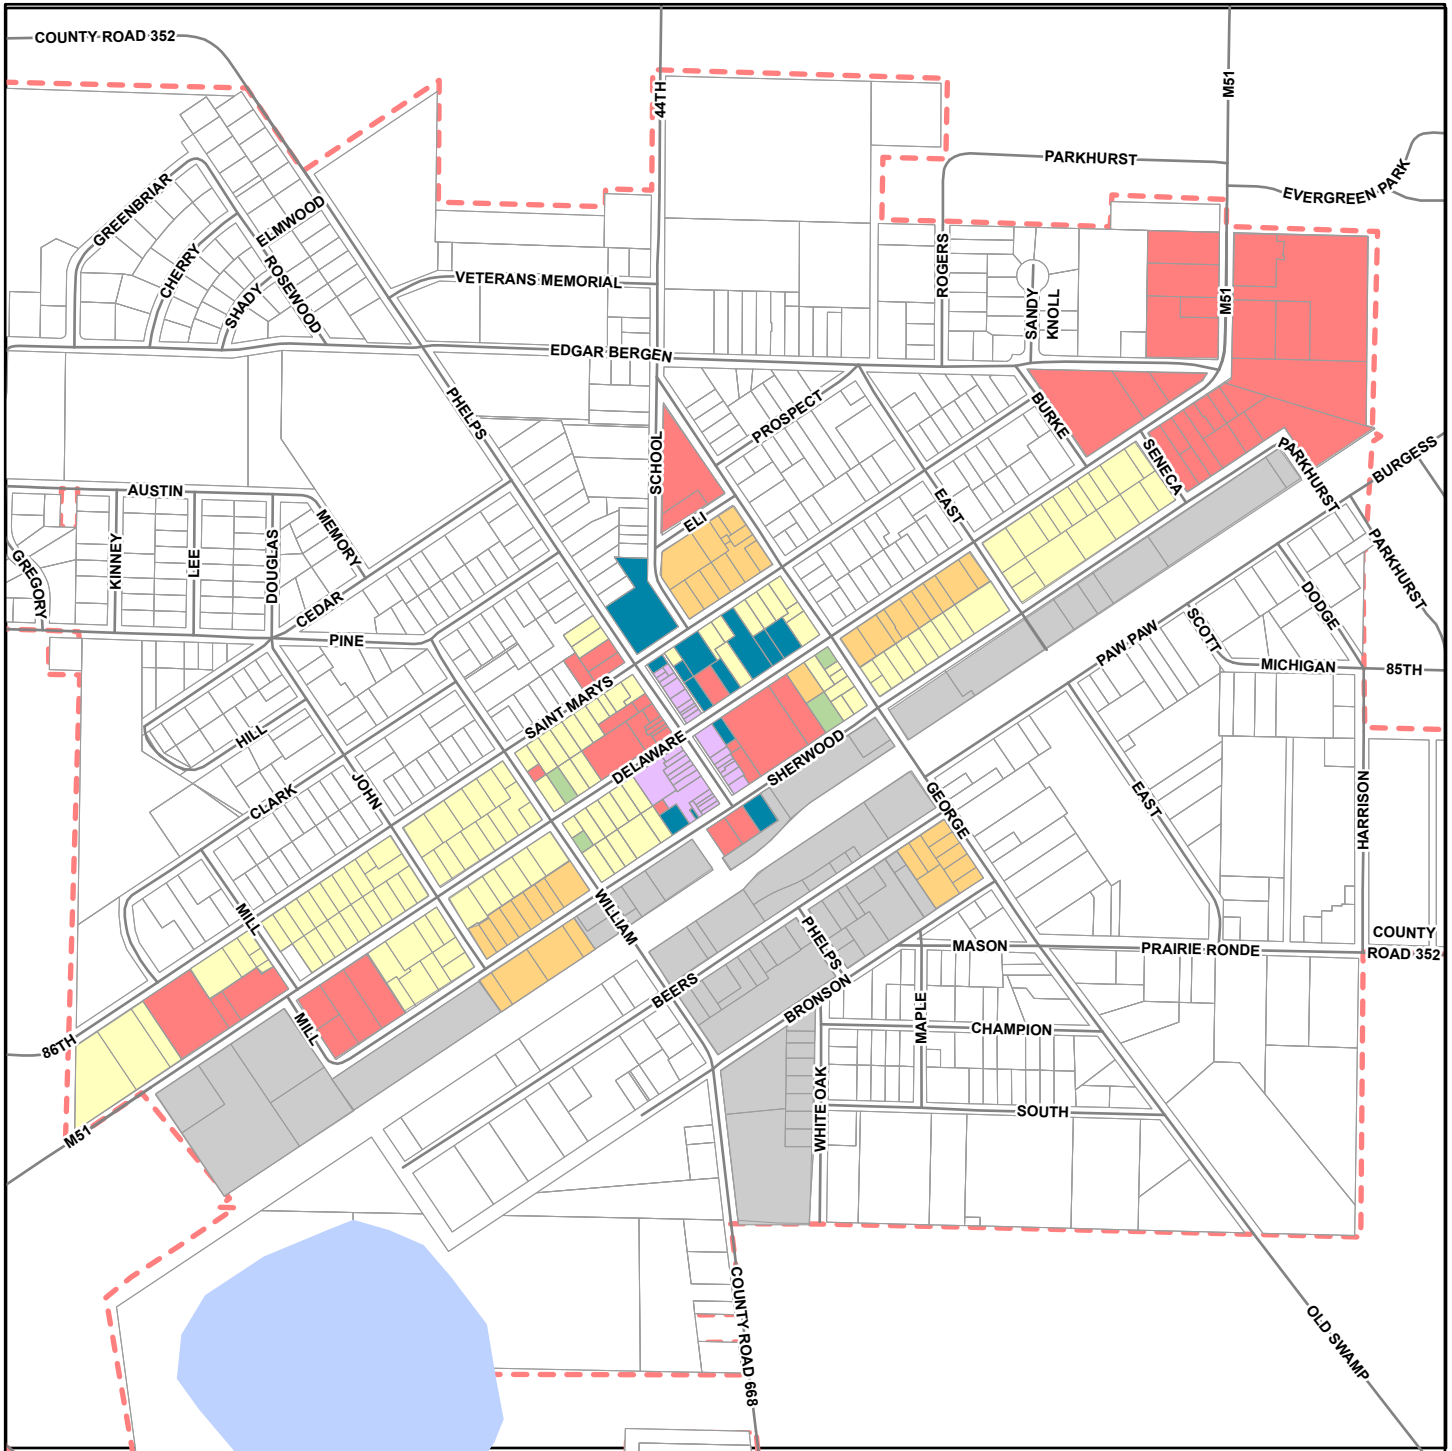 COUNTY ROAD 352
44TH
M51
PARKHURST
EVERGREEN PARK
GREENBRIAR
ELMWOOD
CHERRY
ROSEWOOD
SHADY
VETERANS MEMORIAL
ROGERS
SANDY
KNOLL
M51
EDGAR BERGEN
PHELPS
PROSPECT
BURKE
SCHOOL
SENECA
PARKHURST
BURGESS
AUSTIN
MEMORY
ELI
EAST
KINNEY
LEE
DOUGLAS
GREGORY
CEDAR
PINE
PARKHURST
DODGE
SCOTT
PAW PAW
MICHIGAN
85TH
SAINT MARYS
HILL
DELAWARE
SHERWOOD
CLARK
JOHN
GEORGE
EAST
HARRISON
MILL
WILLIAM
PHELPS
MASON
PRAIRIE RONDE
COUNTY
ROAD 352
BEERS
BRONSON
MAPLE
CHAMPION
86TH
MILL
WHITE OAK
SOUTH
M51
COUNTY ROAD 668
OLD SWAMP